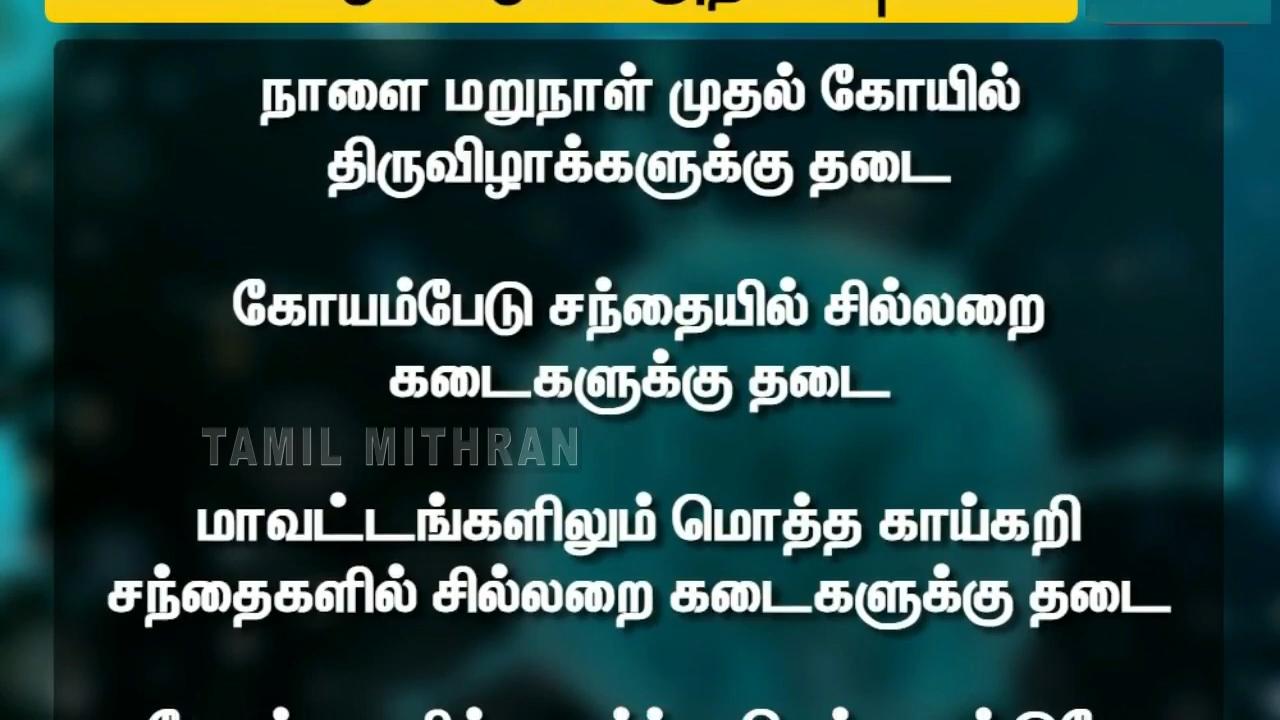 நாளை மறுநாள் முதல் கோயில்
திருவிழாக்களுக்கு தடை
கோயம்பேடு சந்தையில் சில்லறை
கடைகளுக்கு தடை
TAMIL MITHRAN
மாவட்டங்களிலும் மொத்த காய்கறி
சந்தைகளில் சில்லறை கடைகளுக்கு தடை